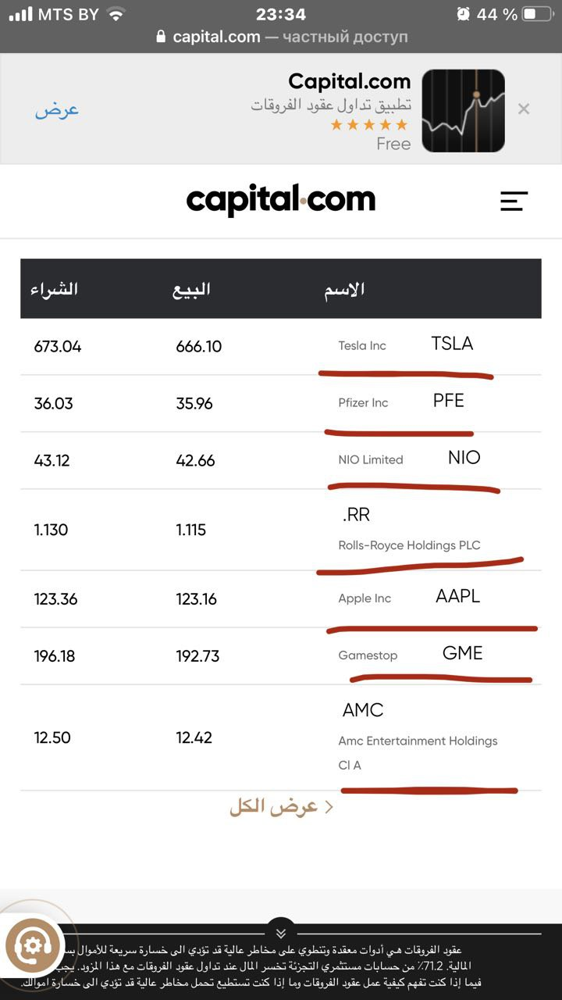 MTS BY 23:34 44 %
capital.com — частный доступ
Capital.com
تطبيق تداول عقود الفروقات
Free
عرض
capital.com
الاسم البيع الشراء
TSLA Tesla Inc 666.10 673.04
PFE Pfizer Inc 35.96 36.03
NIO NIO Limited 42.66 43.12
.RR
Rolls-Royce Holdings PLC 1.115 1.130
AAPL Apple Inc 123.16 123.36
GME Gamestop 192.73 196.18
AMC
Amc Entertainment Holdings
Cl A 12.42 12.50
عرض الكل
عقود الفروقات هي أدوات معقدة وتنطوي على مخاطر عالية قد تؤدي الى خسارة سريعة للأموال
المالية. 71.2٪ من حسابات مستثمري التجزئة تخسر المال عند تداول عقود الفروقات مع هذا المزود.
فيما إذا كنت تفهم كيفية عمل عقود الفروقات وما إذا كنت تستطيع تحمل مخاطر عالية قد تؤدي الى خسارة اموالك.